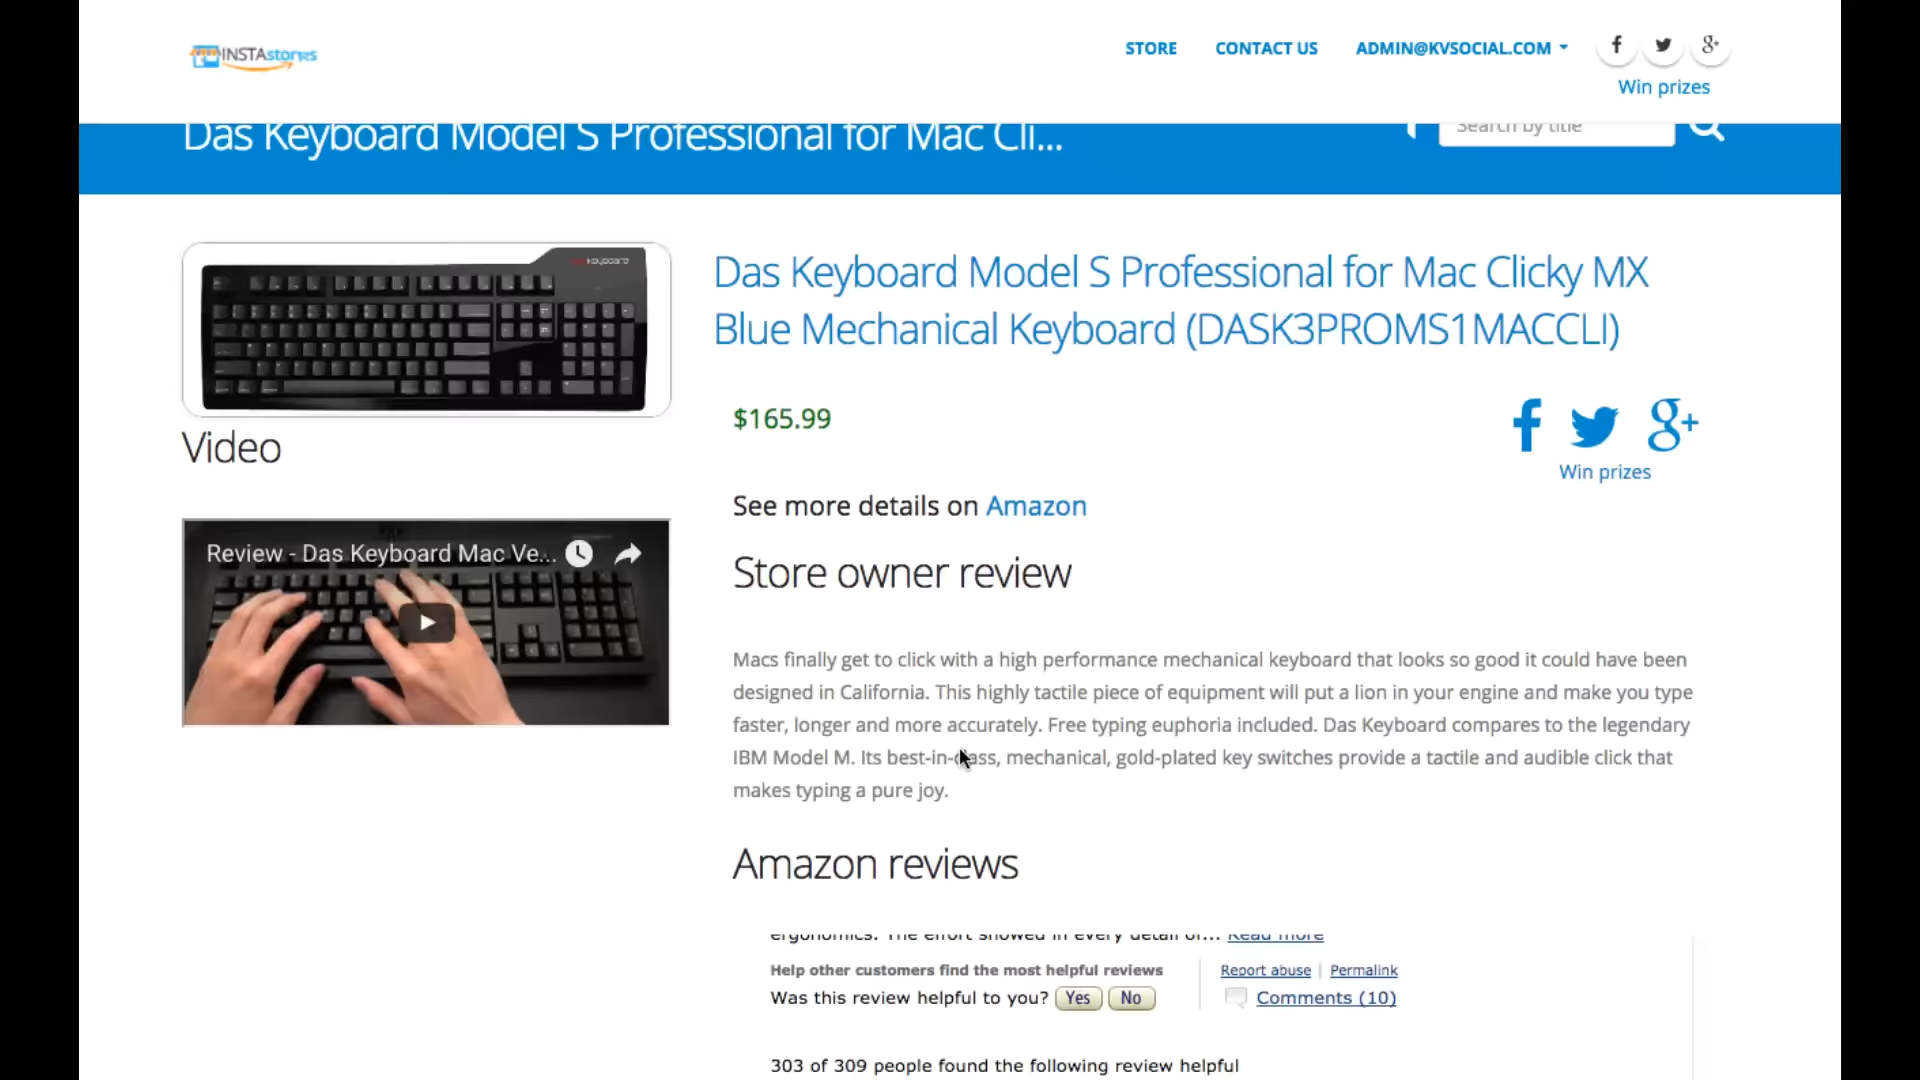 INSTAstores
STORE
CONTACT US
ADMIN@KVSOCIAL.COM
Win prizes
Das Keyboard Model S Professional for Mac Cli...
Search by title
Das Keyboard Model S Professional for Mac Clicky MX
Blue Mechanical Keyboard (DASK3PROMS1MACCLI)
$165.99
Win prizes
Video
See more details on Amazon
Review - Das Keyboard Mac Ve...
Store owner review
Macs finally get to click with a high performance mechanical keyboard that looks so good it could have been
designed in California. This highly tactile piece of equipment will put a lion in your engine and make you type
faster, longer and more accurately. Free typing euphoria included. Das Keyboard compares to the legendary
IBM Model M. Its best-in-class, mechanical, gold-plated key switches provide a tactile and audible click that
makes typing a pure joy.
Amazon reviews
ergonomics. The effort showed in every detail of... Read more
Help other customers find the most helpful reviews
Report abuse | Permalink
Was this review helpful to you? Yes No
Comments (10)
303 of 309 people found the following review helpful